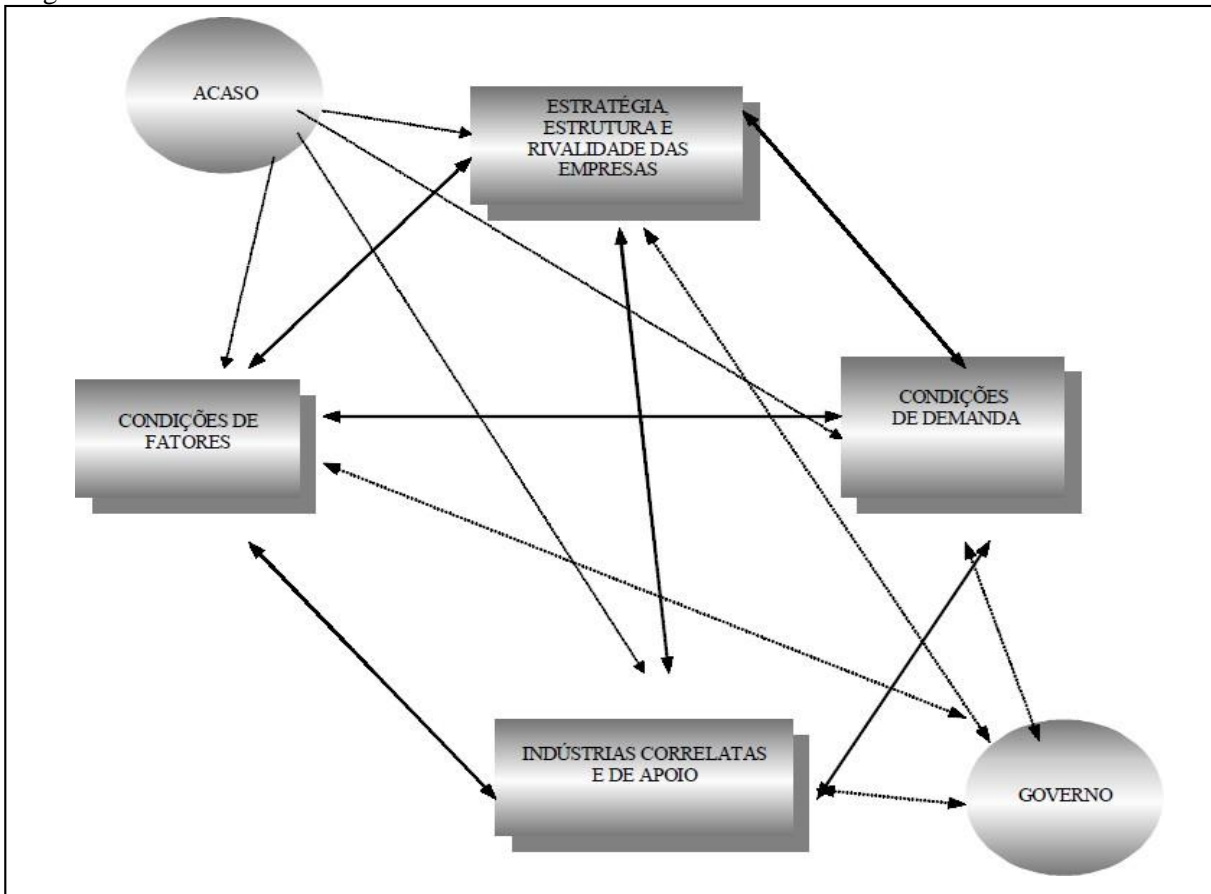 ACASO
ESTRATÉGIA,
ESTRUTURA E
RIVALIDADE DAS
EMPRESAS
CONDIÇÕES DE
FATORES
CONDIÇÕES
DE DEMANDA
INDÚSTRIAS CORRELATAS
E DE APOIO
GOVERNO